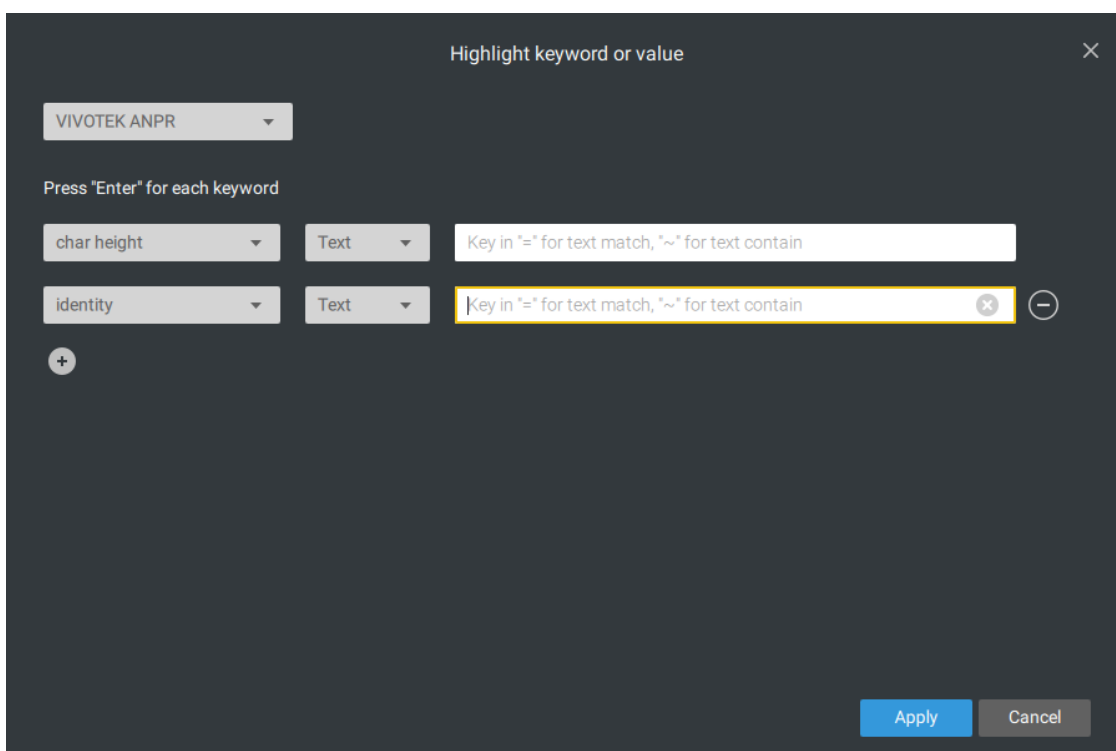 Highlight keyword or value
VIVOTEK ANPR
Press "Enter" for each keyword
char height Text Key in "=" for text match, "~" for text contain
identity Text Key in "=" for text match, "~" for text contain
Apply Cancel